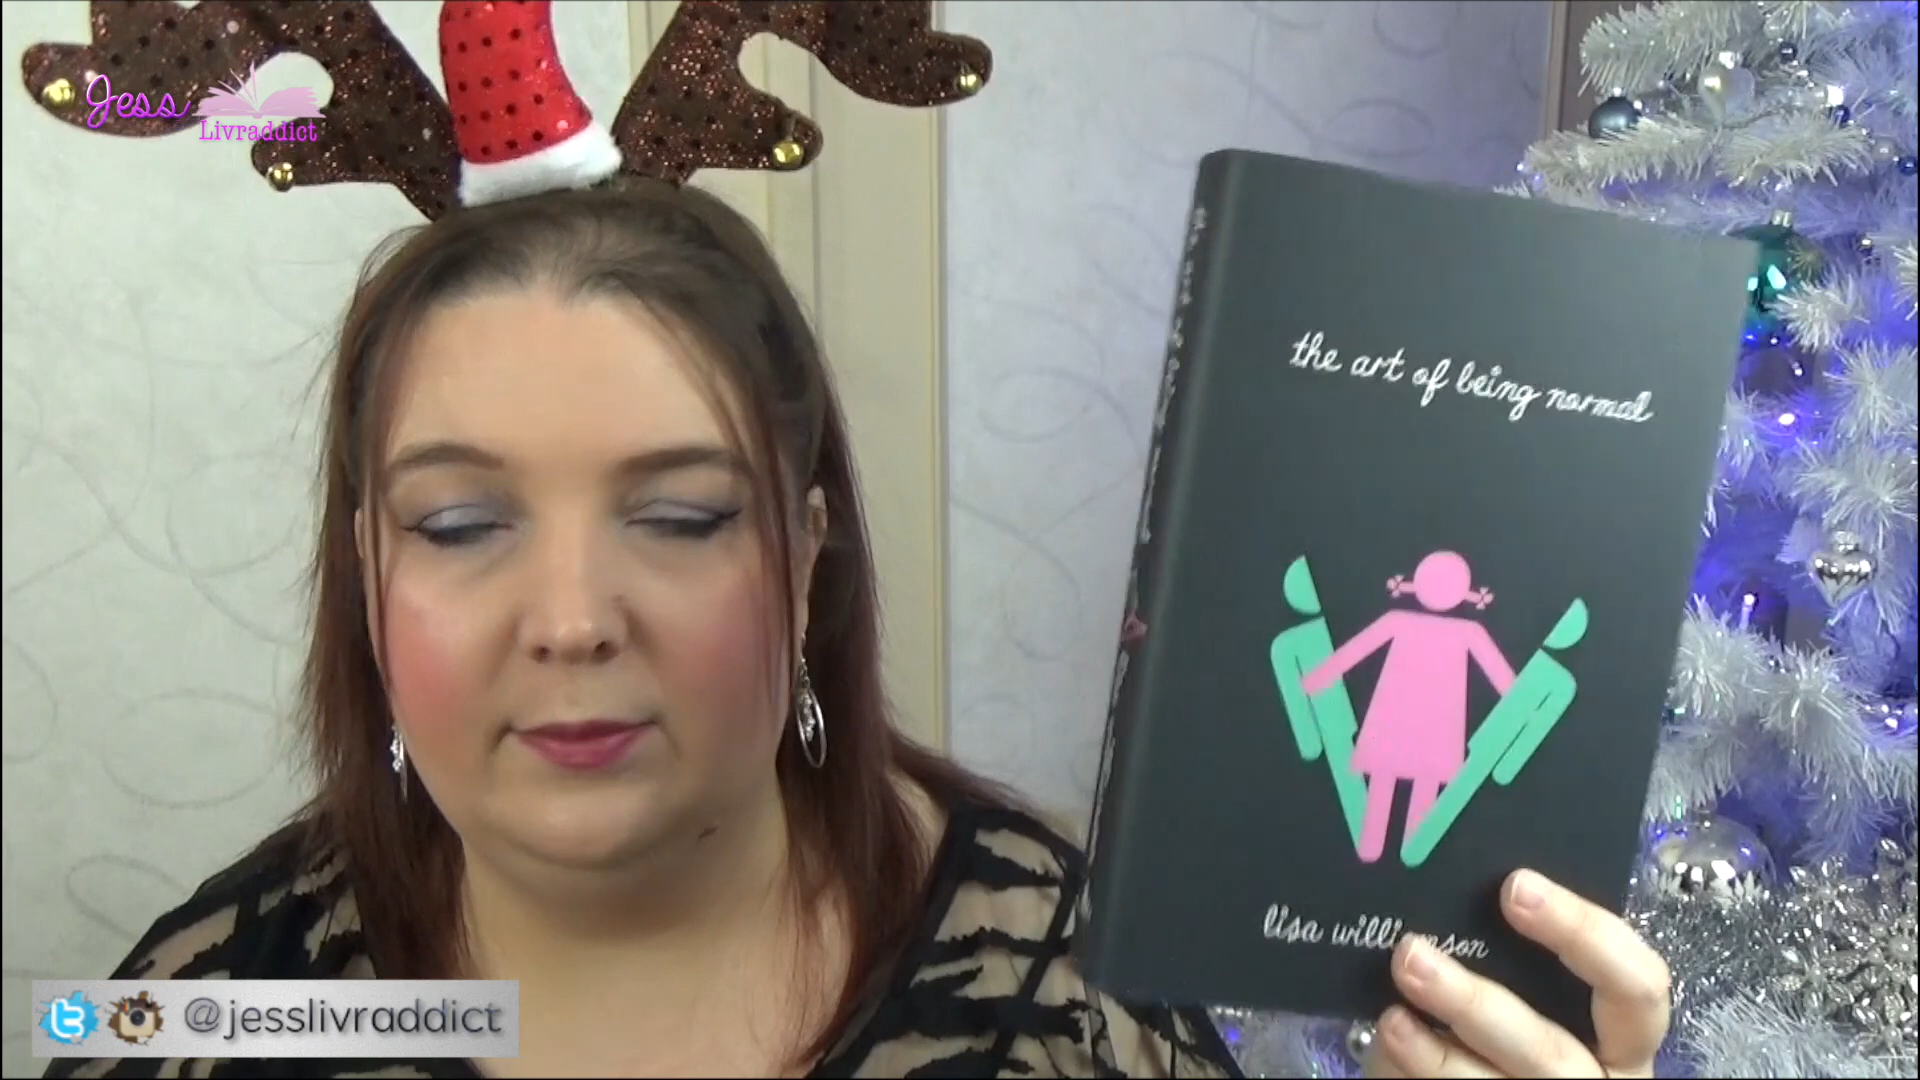 Jess
Livraddict
the art of being normal
lisa williamson
@jesslivraddict